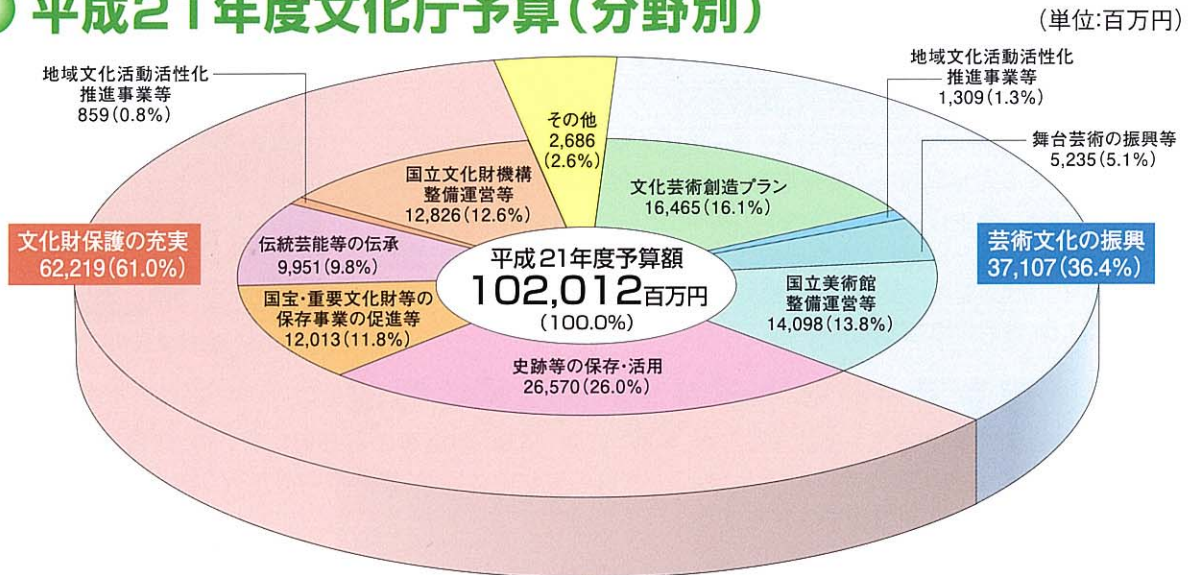 平成21年度文化庁予算(分野別)
(単位:百万円)
地域文化活動活性化
推進事業等
859(0.8%)
その他
2,686
(2.6%)
地域文化活動活性化
推進事業等
1,309(1.3%)
舞台芸術の振興等
5,235(5.1%)
国立文化財機構
整備運営等
12,826(12.6%)
文化芸術創造プラン
16,465(16.1%)
文化財保護の充実
62,219(61.0%)
伝統芸能等の伝承
9,951(9.8%)
平成21年度予算額
102,012百万円
(100.0%)
芸術文化の振興
37,107(36.4%)
国宝・重要文化財等の
保存事業の促進等
12,013(11.8%)
国立美術館
整備運営等
14,098(13.8%)
史跡等の保存・活用
26,570(26.0%)